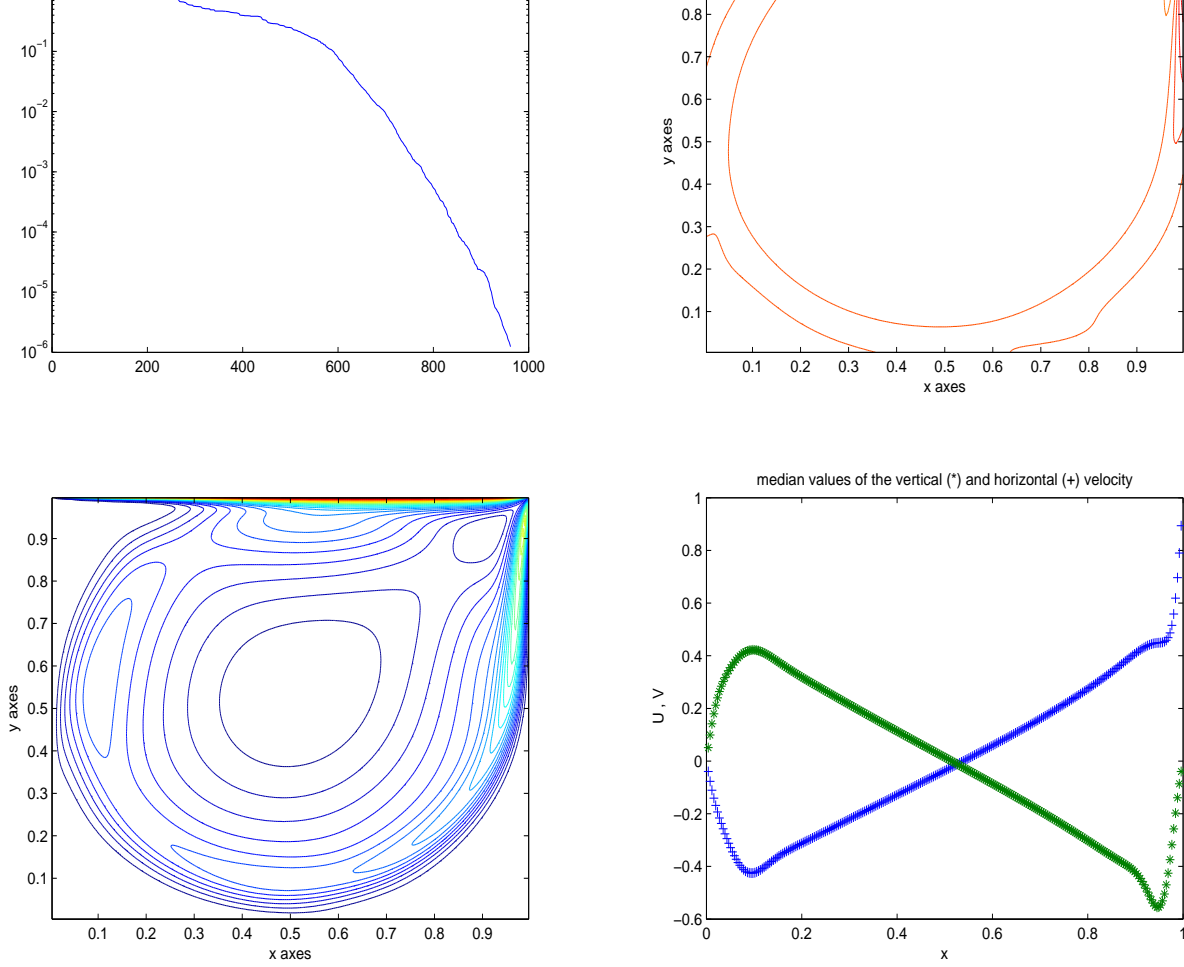 10−1
10−2
10−3
10−4
10−5
10−6
0 200 400 600 800 1000
0.8
0.7
0.6
0.5
0.4
0.3
0.2
0.1
y axes
0.1 0.2 0.3 0.4 0.5 0.6 0.7 0.8 0.9
x axes
0.9
0.8
0.7
0.6
0.5
0.4
0.3
0.2
0.1
y axes
0.1 0.2 0.3 0.4 0.5 0.6 0.7 0.8 0.9
x axes
median values of the vertical (*) and horizontal (+) velocity
1
0.8
0.6
0.4
0.2
0
−0.2
−0.4
−0.6
U , V
0 0.2 0.4 0.6 0.8 1
x